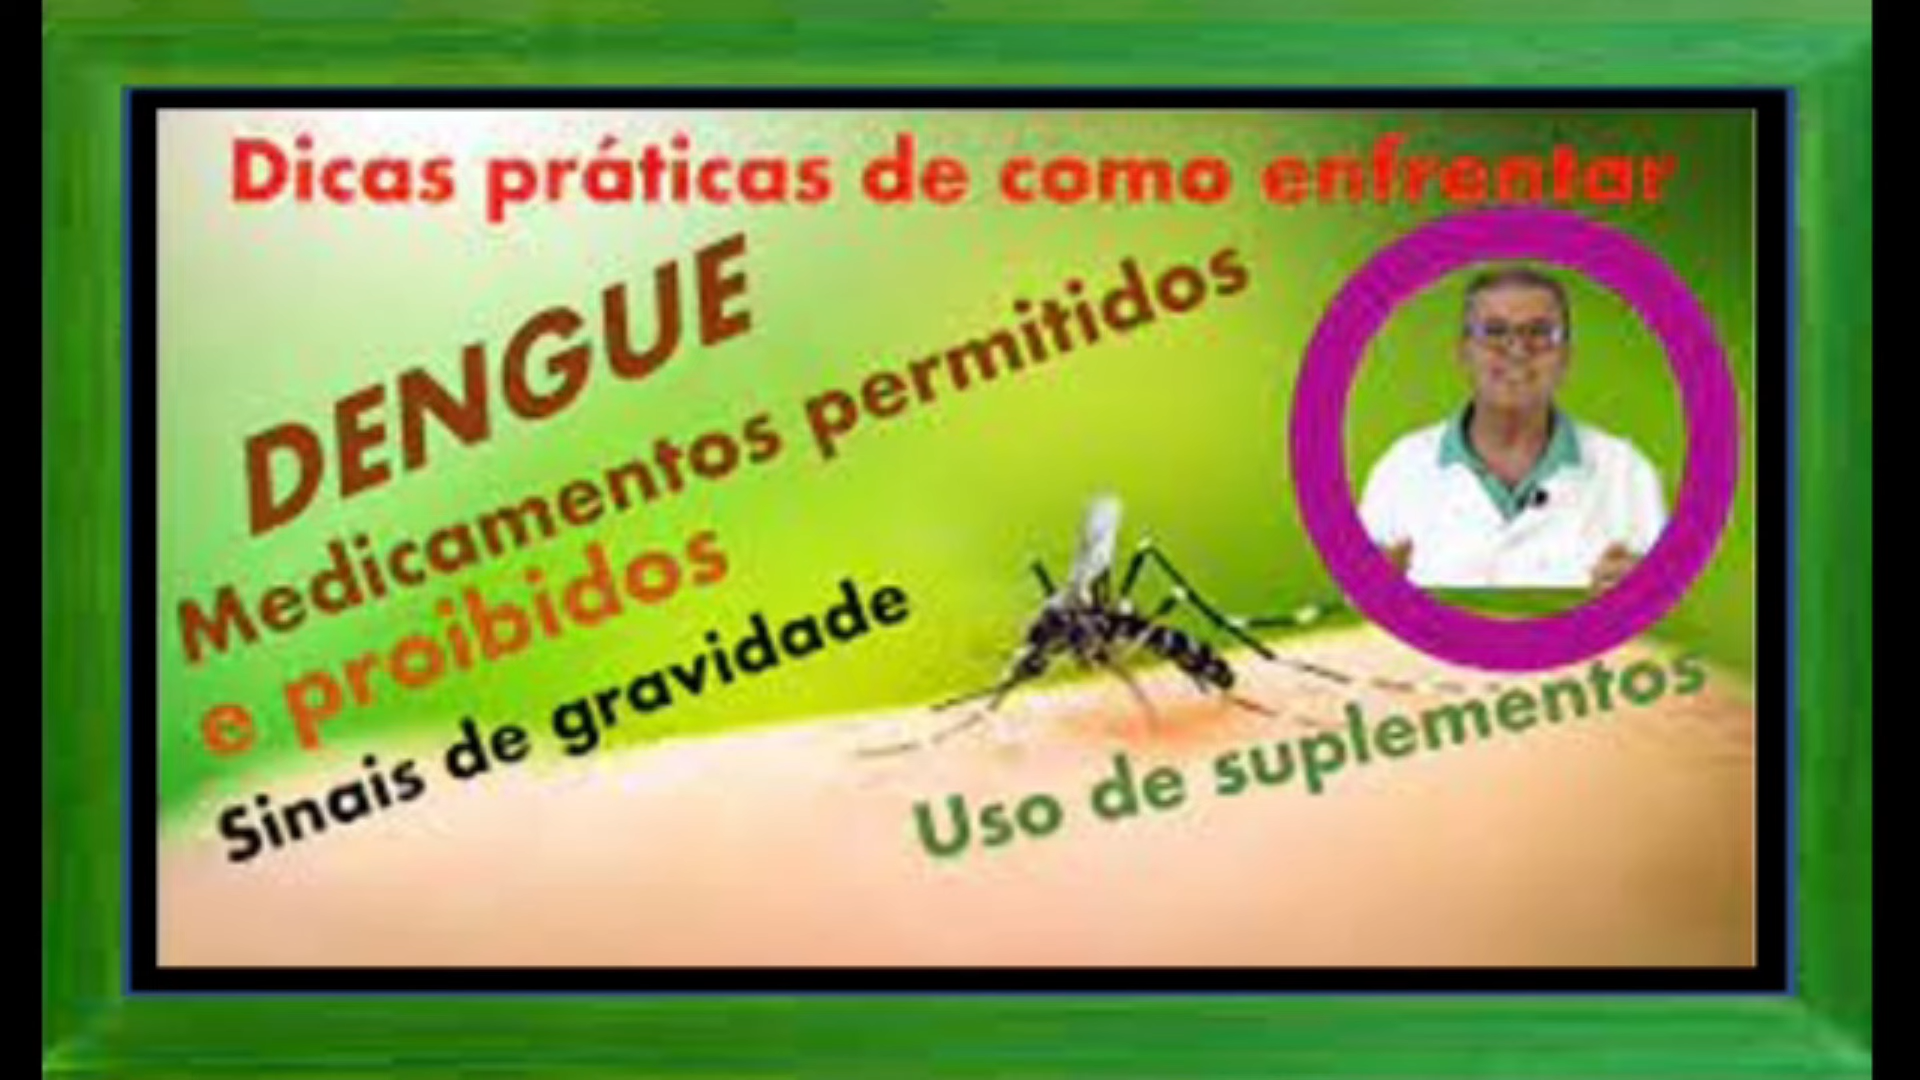 Dicas práticas de como enfrentar
DENGUE
Medicamentos permitidos
e proibidos
Sinais de gravidade
Uso de suplementos